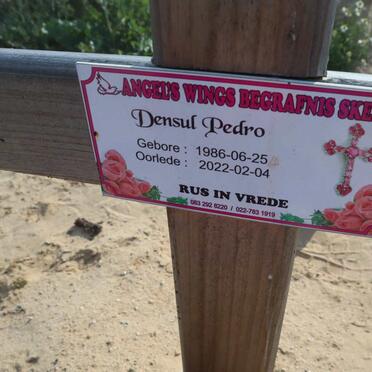 ANGEL'S WINGS BEGRAFNIS SKE
Densul Pedro
Gebore : 1986-06-25
Oorlede : 2022-02-04
RUS IN VREDE
083 292 8220 / 022-783 1919